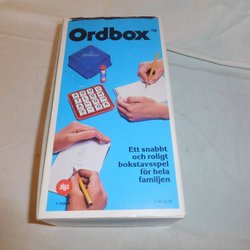 Ordbox™
Ett snabbt
och roligt
bokstavsspel
för hela
familjen
alga